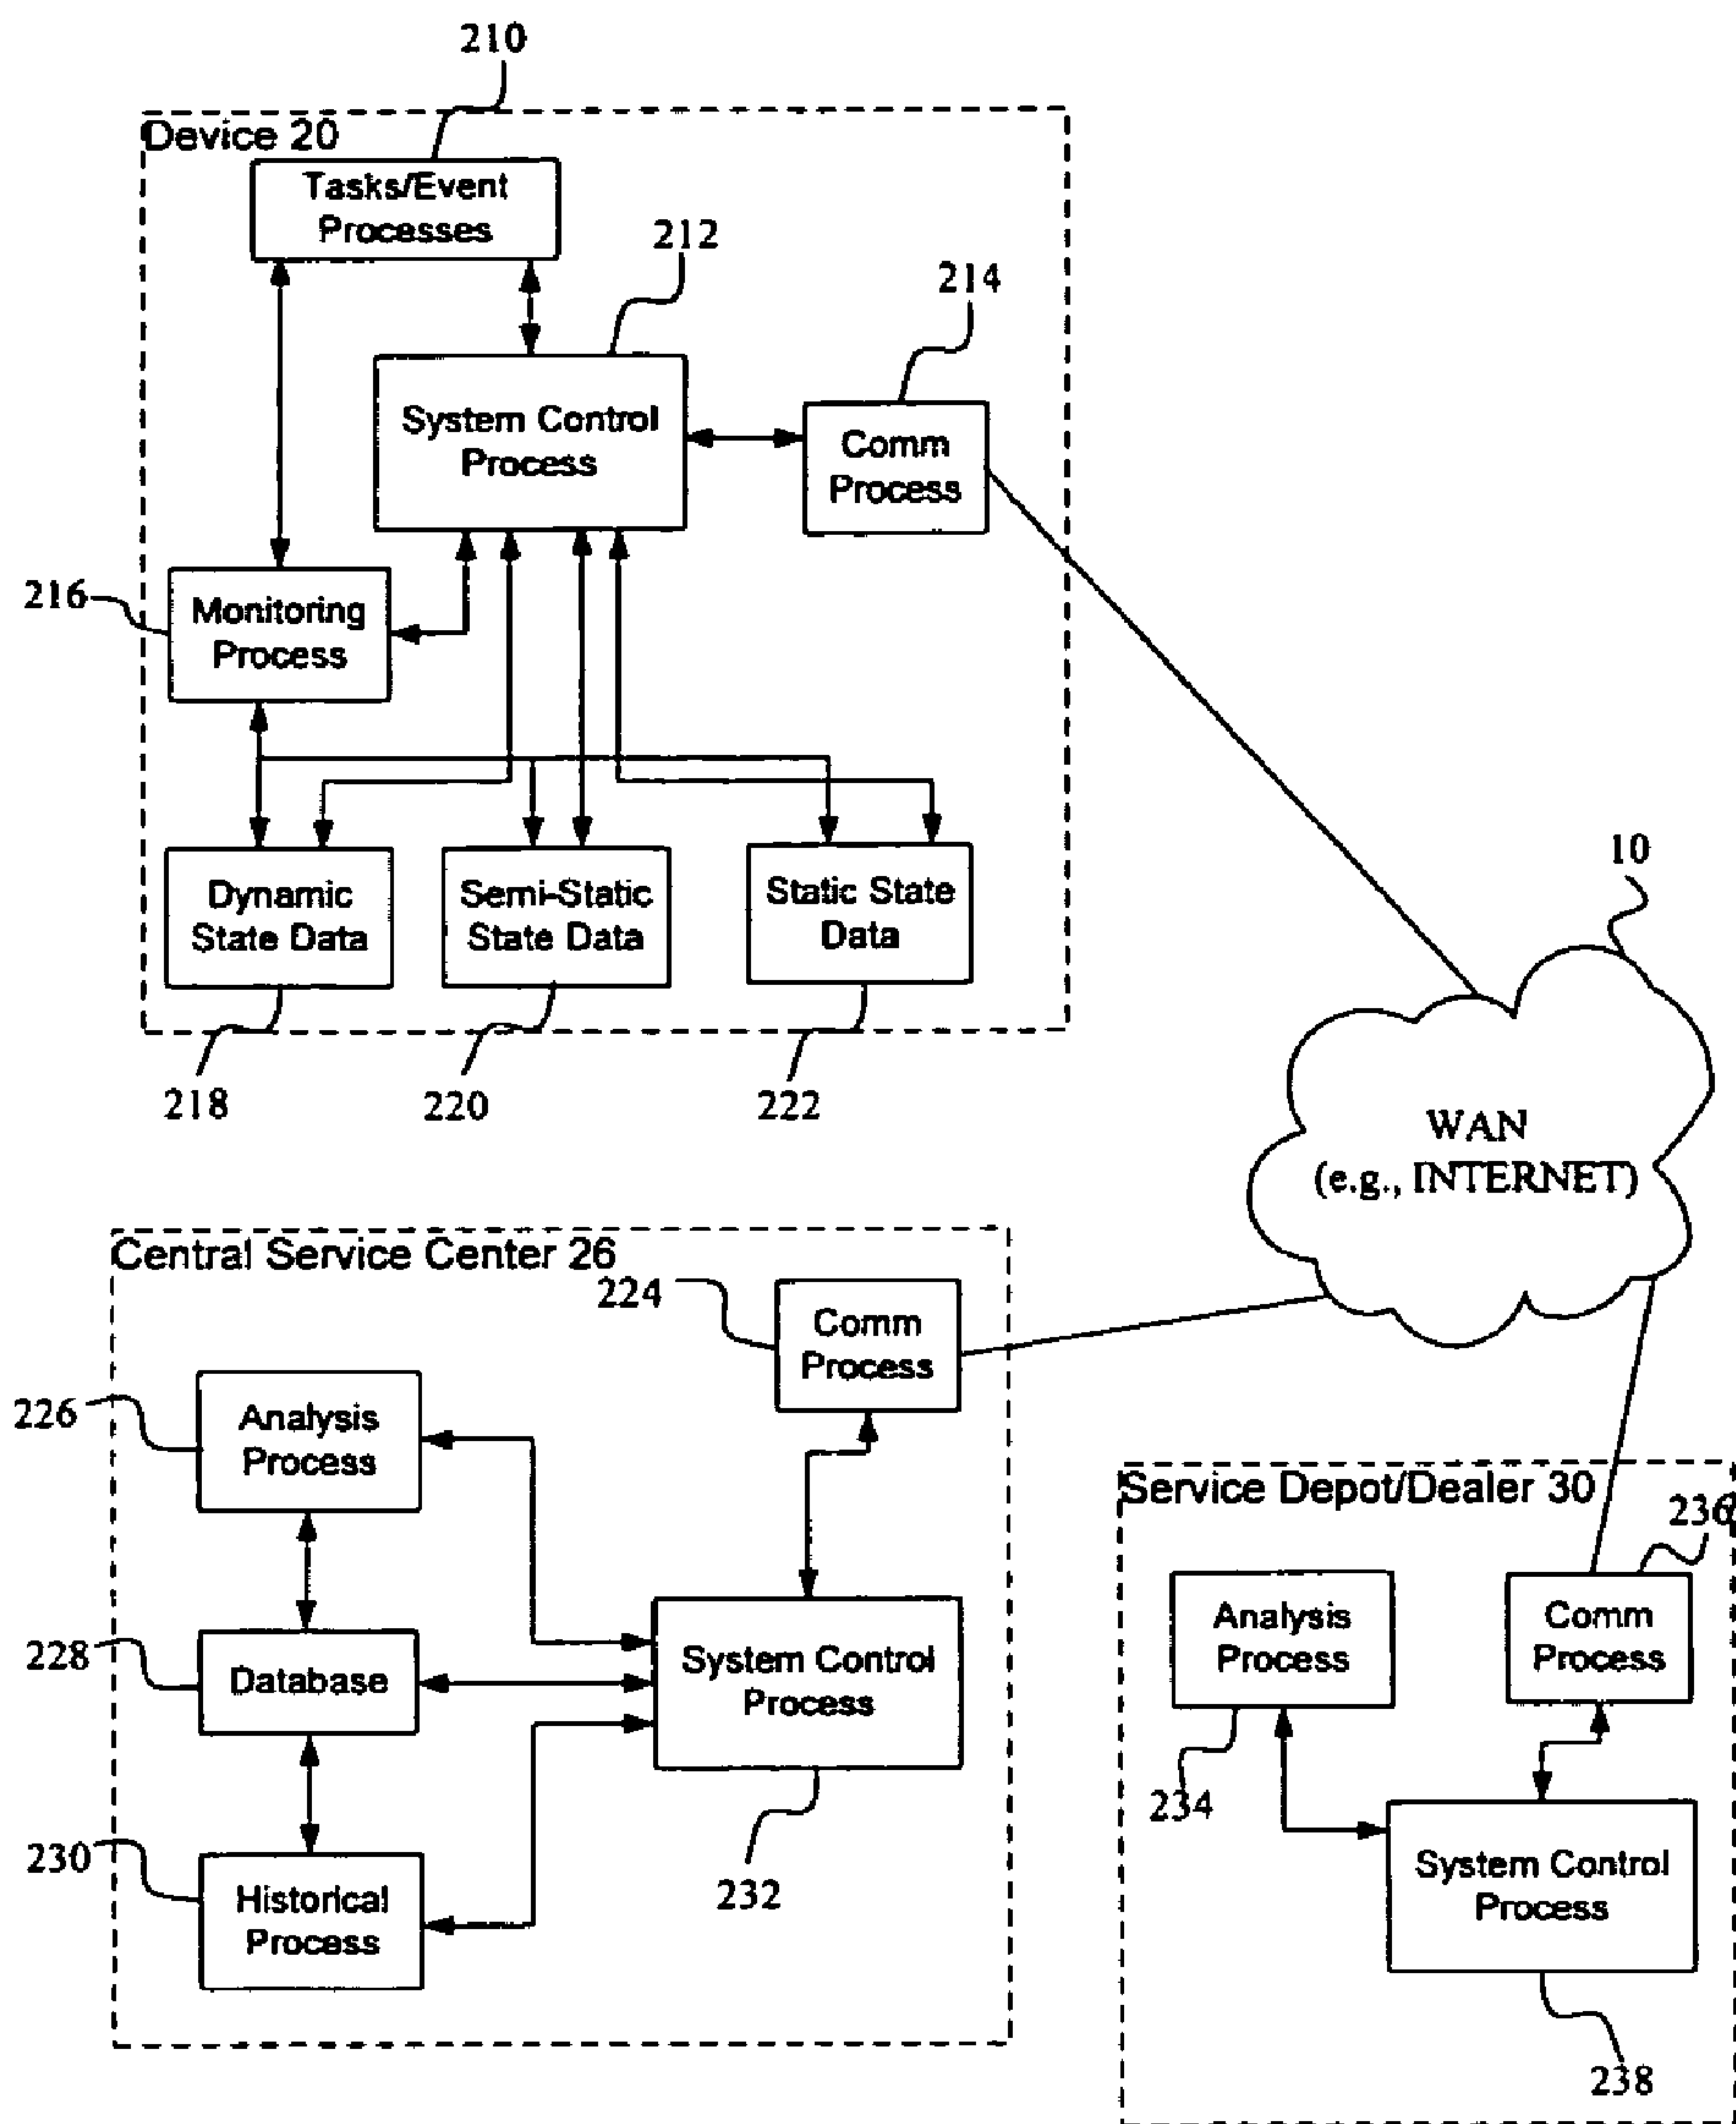 210
Device 20
Tasks/Event
Processes
212
214
System Control
Process
Comm
Process
216
Monitoring
Process
10
Dynamic
State Data
Semi-Static
State Data
Static State
Data
218
220
222
WAN
(e.g., INTERNET)
Central Service Center 26
224
Comm
Process
226
Analysis
Process
Service Depot/Dealer 30
236
228
Database
System Control
Process
Analysis
Process
Comm
Process
234
230
Historical
Process
232
System Control
Process
238